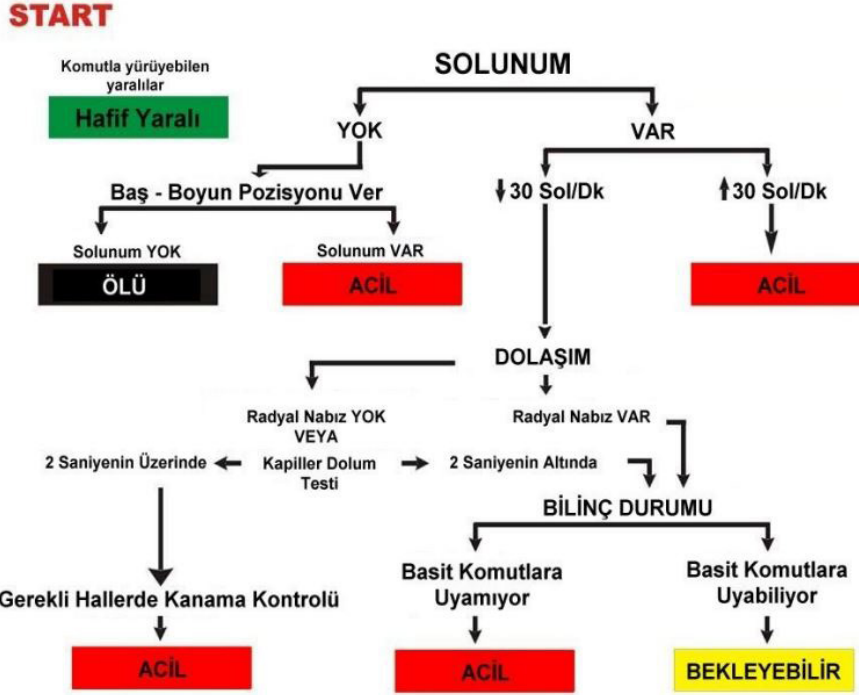 START
Komutla yürüyebilen
yaralılar
Hafif Yaralı
SOLUNUM
YOK
VAR
Baş - Boyun Pozisyonu Ver
30 Sol/Dk
30 Sol/Dk
Solunum YOK
Solunum VAR
ÖLÜ
ACİL
ACİL
DOLAŞIM
Radyal Nabız YOK
VEYA
Radyal Nabız VAR
2 Saniyenin Üzerinde
Kapiller Dolum
Testi
2 Saniyenin Altında
BİLİNÇ DURUMU
Gerekli Hallerde Kanama Kontrolü
Basit Komutlara
Uyamıyor
Basit Komutlara
Uyabiliyor
ACİL
ACİL
BEKLEYEBİLİR